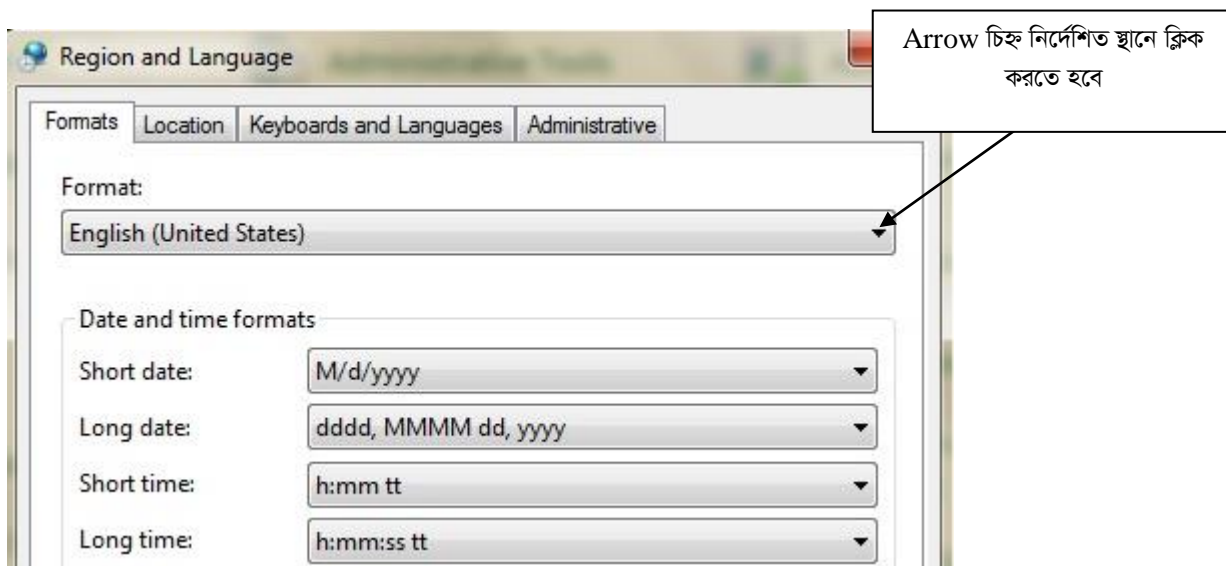 Arrow চিহ্ন নির্দেশিত স্থানে ক্লিক
করতে হবে
Region and Language
Formats Location Keyboards and Languages Administrative
Format:
English (United States)
Date and time formats
Short date: M/d/yyyy
Long date: dddd, MMMM dd, yyyy
Short time: h:mm tt
Long time: h:mm:ss tt